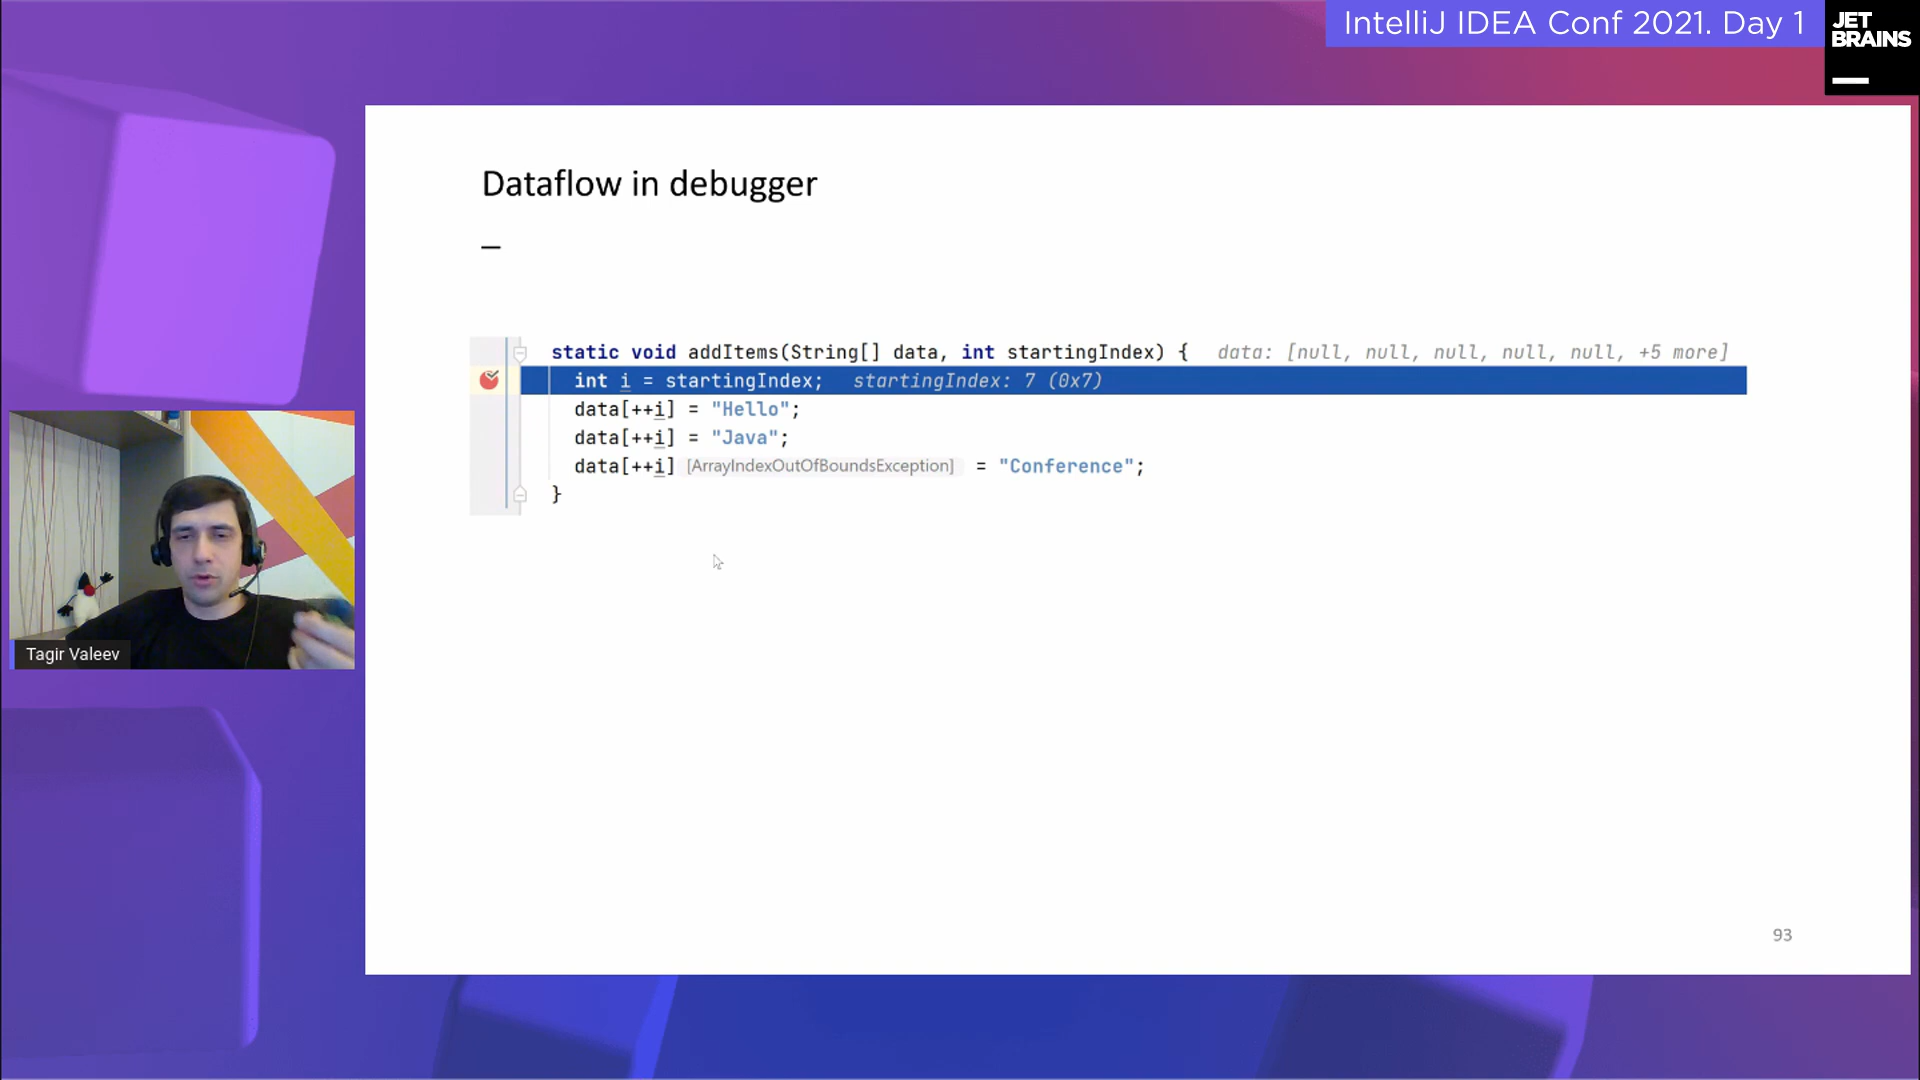 IntelliJ IDEA Conf 2021. Day 1
JET
BRAINS
Dataflow in debugger
—
static void addItems(String[] data, int startingIndex) { data: [null, null, null, null, null, +5 more]
int i = startingIndex; startingIndex: 7 (0x7)
data[++i] = "Hello";
data[++i] = "Java";
data[++i] [ArrayIndexOutOfBoundsException] = "Conference";
}
Tagir Valeev
93